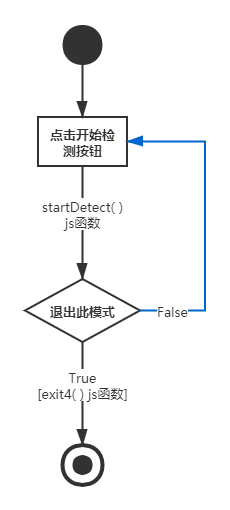 点击开始检
测按钮
startDetect( )
js函数
退出此模式
False
True
[exit4( ) js函数]